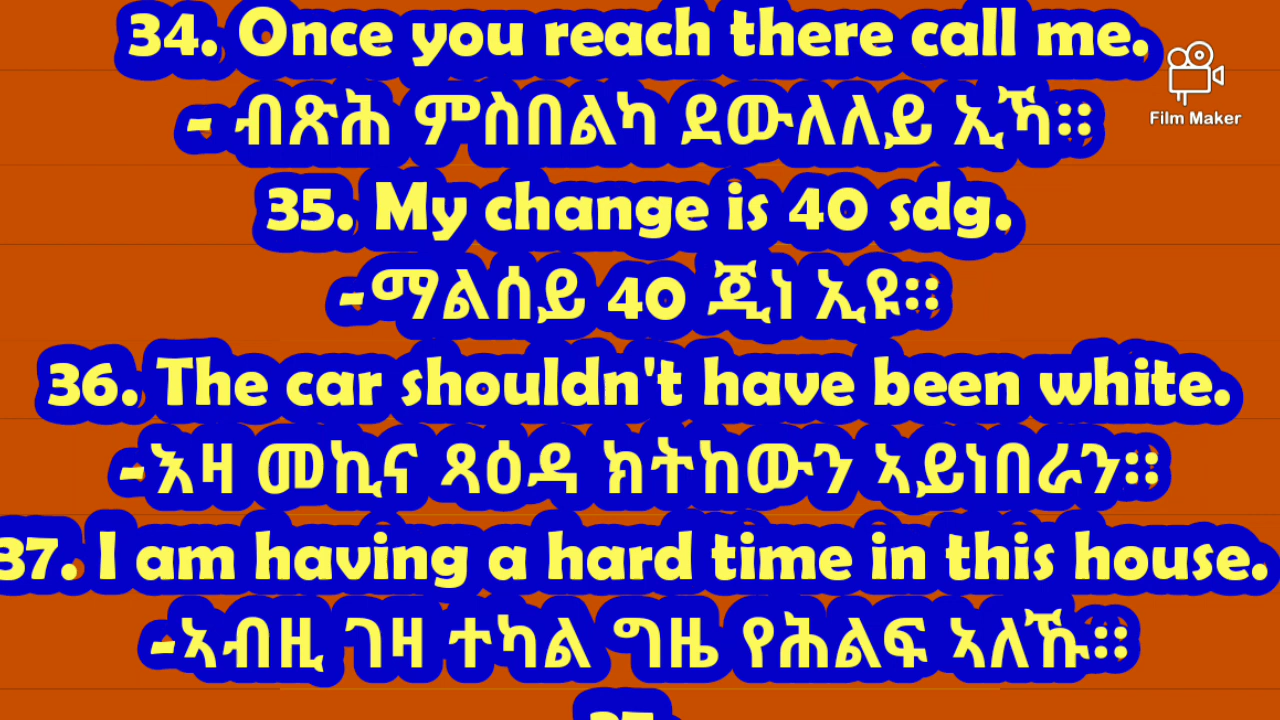 34. Once you reach there call me.
- ብጽሕ ምስበልካ ደውለለይ ኢኻ።
35. My change is 40 sdg.
-ማልሰይ 40 ጂነ ኢዩ።
36. The car shouldn't have been white.
-እዛ መኪና ጻዕዳ ክትከውን ኣይነበራን።
37. I am having a hard time in this house.
-ኣብዚ ገዛ ተካል ግዜ የሕልፍ ኣለኹ።
Film Maker